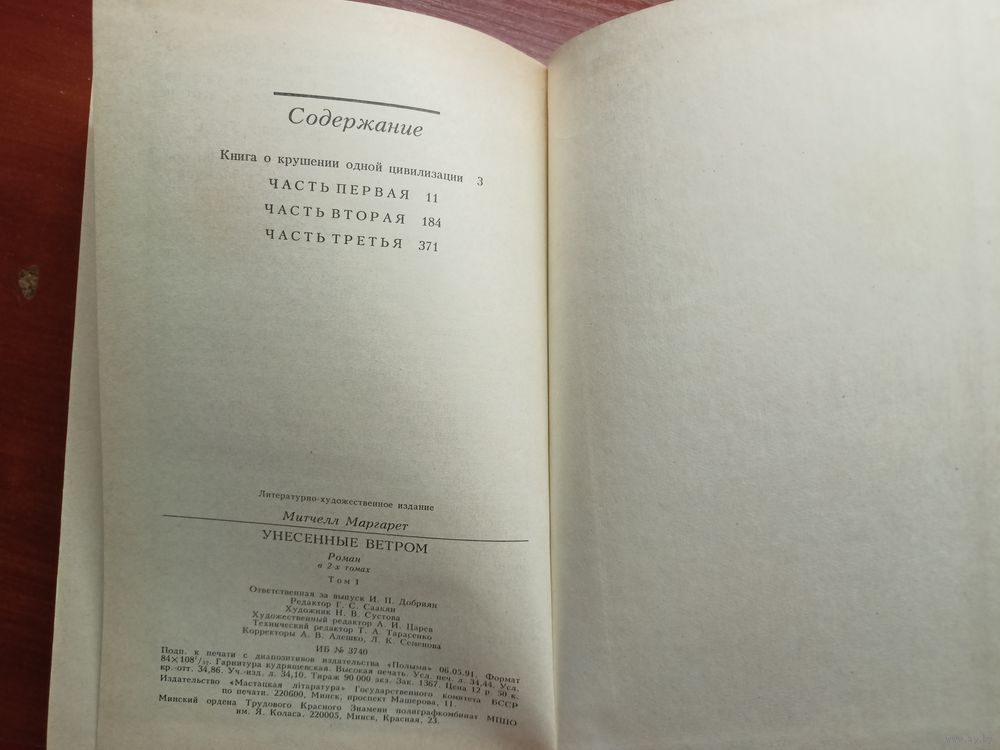 Содержание
Книга о крушении одной цивилизации 3
ЧАСТЬ ПЕРВАЯ 11
ЧАСТЬ ВТОРАЯ 184
ЧАСТЬ ТРЕТЬЯ 371
Литературно-художественное издание
Митчелл Маргарет
УНЕСЕННЫЕ ВЕТРОМ
Роман
в 2-х томах
Том 1
Ответственная за выпуск И. П. Добриян
Редактор Г. С. Саакян
Художник Н. В. Сустова
Художественный редактор А. И. Царев
Технический редактор Т. А. Тарасенко
Корректоры А. В. Алешко, Л. К. Семенова
ИБ № 3740
Подп. к печати с диапозитивов издательства «Полымя» 06.05.91. Формат
84×108¹/₃₂. Гарнитура кудряшевская. Высокая печать. Усл. печ. л. 34,44. Усл.
кр.-отт. 34,86. Уч.-изд. л. 34,10. Тираж 90 000 экз. Зак. 1367. Цена 12 р. 50 к.
Издательство «Мастацкая літаратура» Государственного комитета БССР
по печати. 220600, Минск, проспект Машерова, 11.
Минский ордена Трудового Красного Знамени полиграфкомбинат МППО
им. Я. Коласа. 220005, Минск, Красная, 23.